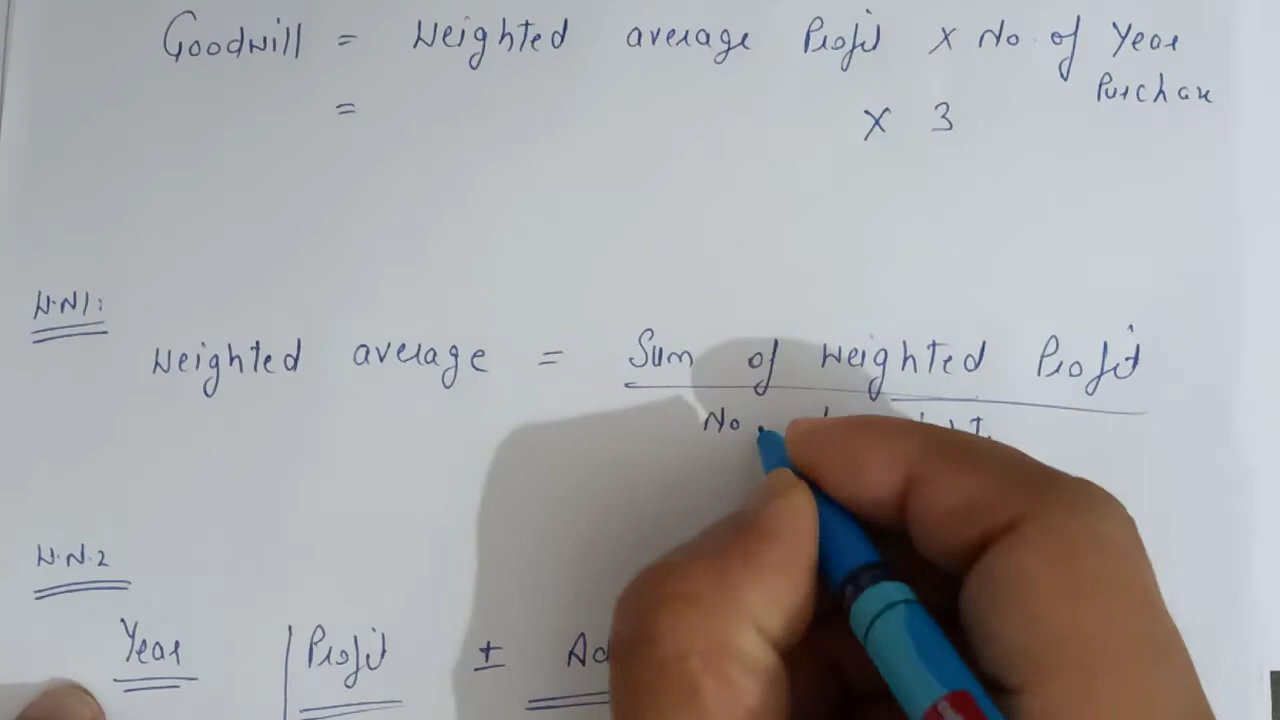 Goodwill = Weighted average Profit × No. of Year
Purchase
= × 3
W.N1:
Weighted average = Sum of Weighted Profit
No
W.N.2
Year Profit ±